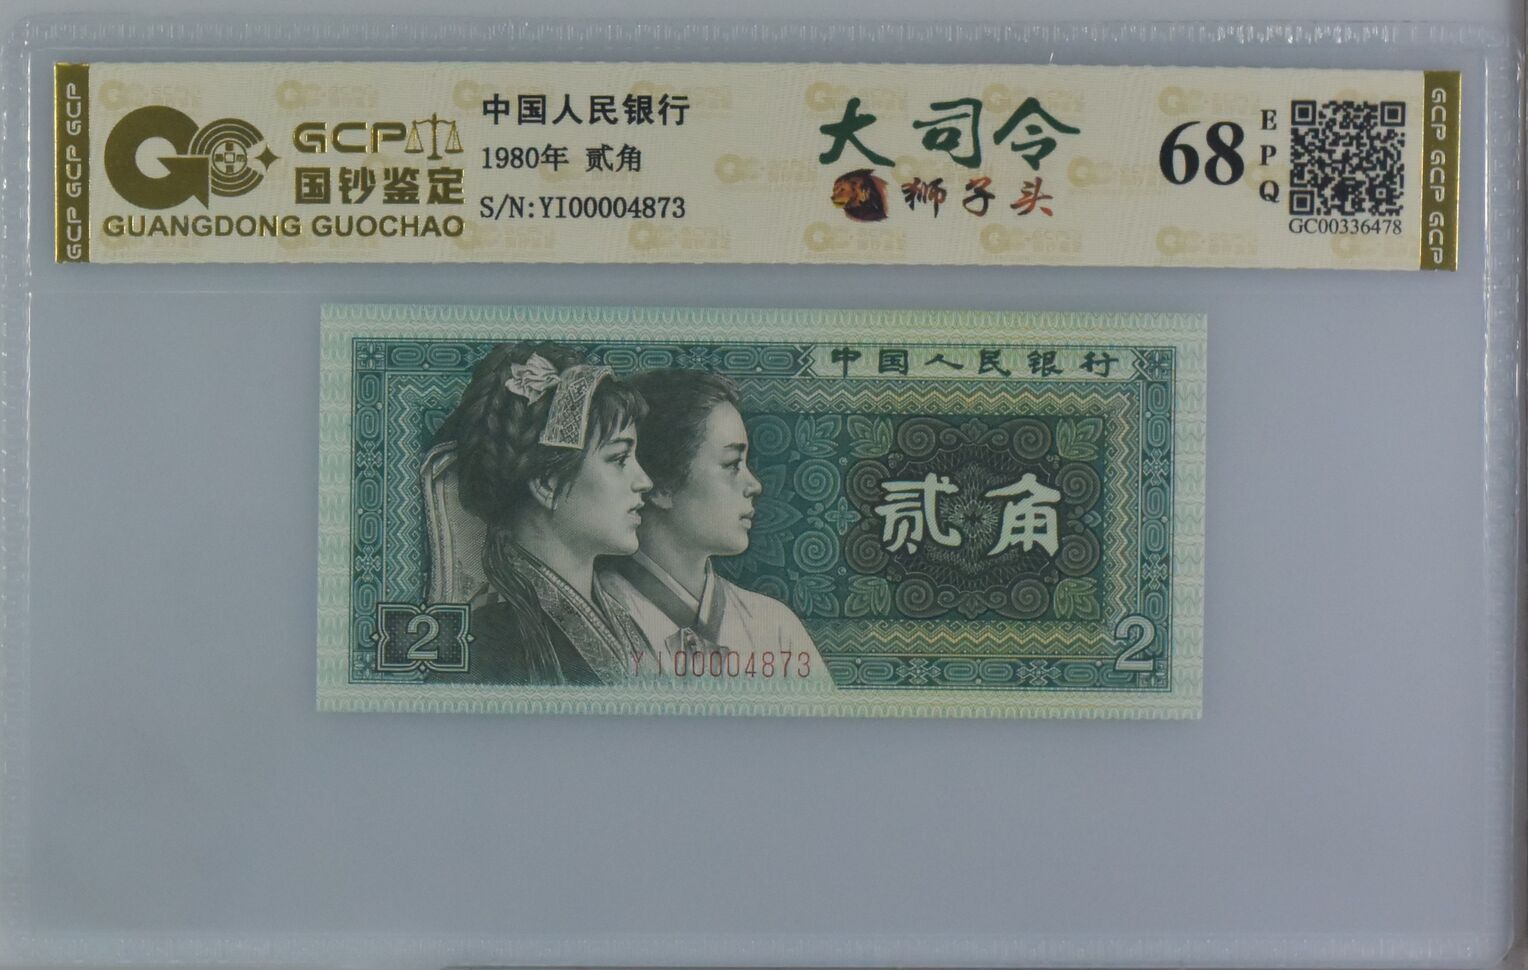 GCP GCP GCP
GCP
国钞鉴定
GUANGDONG GUOCHAO
中国人民银行
1980年 贰角
S/N:YI00004873
大司令
狮子头
68
EPQ
GC00336478
GCP GCP GCP
中国人民银行
贰角
2
2
YI00004873